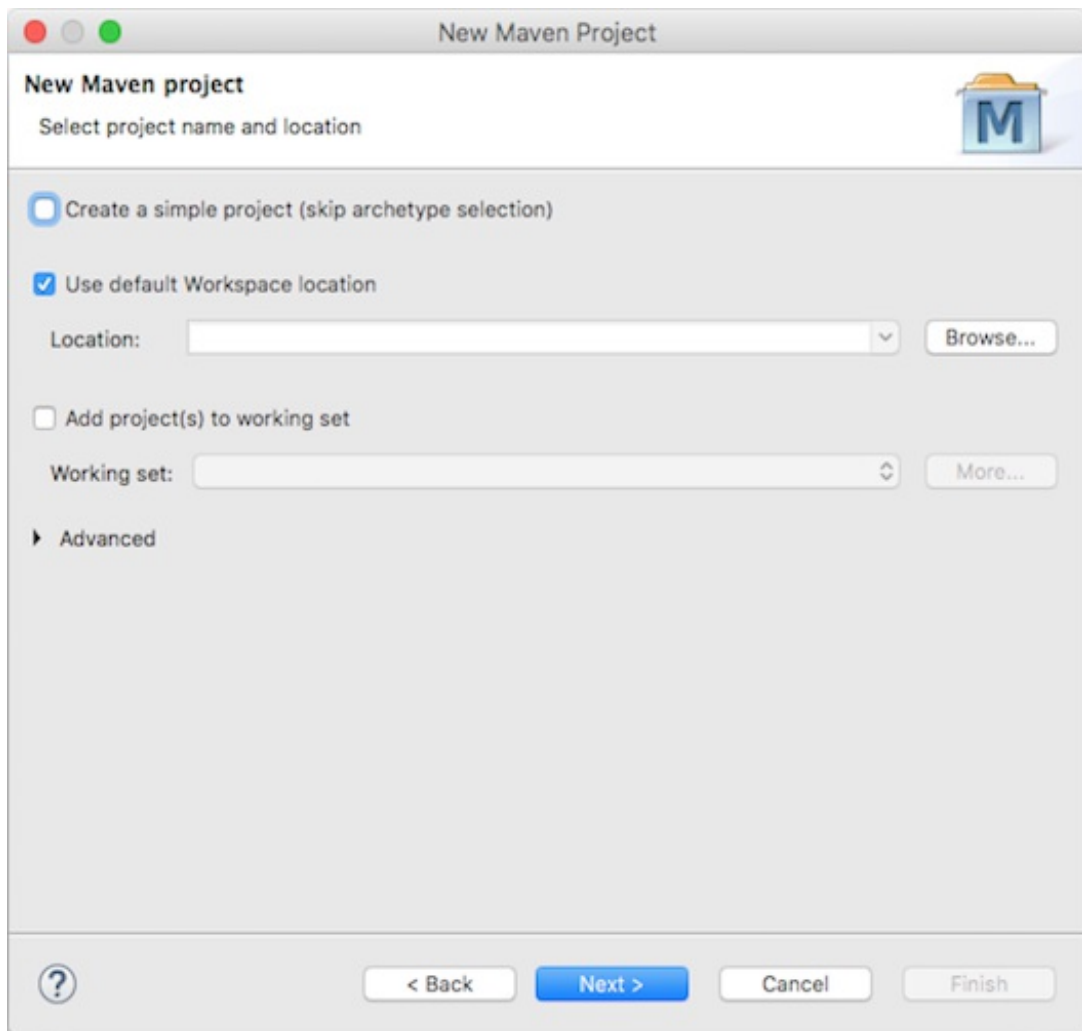 New Maven Project
New Maven project
Select project name and location
M
Create a simple project (skip archetype selection)
Use default Workspace location
Location:
Browse...
Add project(s) to working set
Working set:
More...
Advanced
?
< Back
Next >
Cancel
Finish